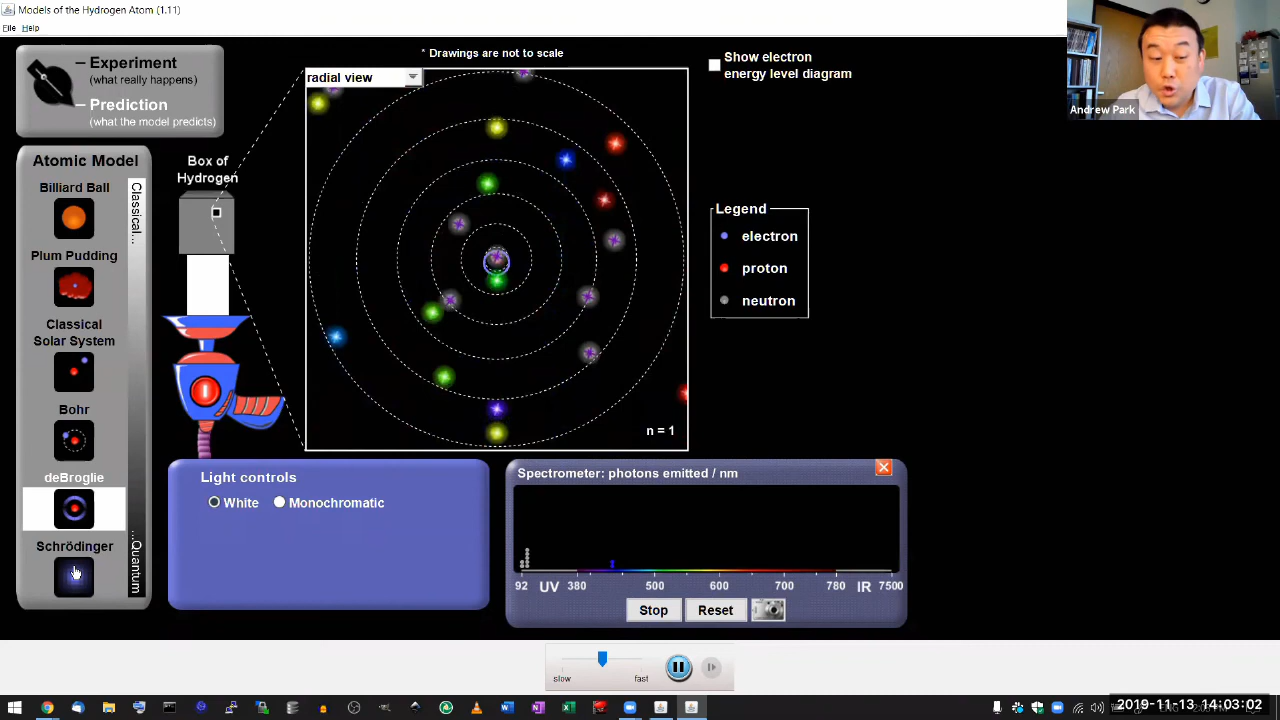 Models of the Hydrogen Atom (1.11)
File Help
Experiment
(what really happens)
Prediction
(what the model predicts)
* Drawings are not to scale
radial view
Show electron
energy level diagram
Andrew Park
Atomic Model
Billiard Ball
Plum Pudding
Classical
Solar System
Bohr
deBroglie
Schrödinger
Classical...
...Quantum
Box of
Hydrogen
n = 1
Legend
electron
proton
neutron
Light controls
White Monochromatic
Spectrometer: photons emitted / nm
92 UV 380 500 600 700 780 IR 7500
Stop Reset
slow fast
2019-11-13 14:03:02